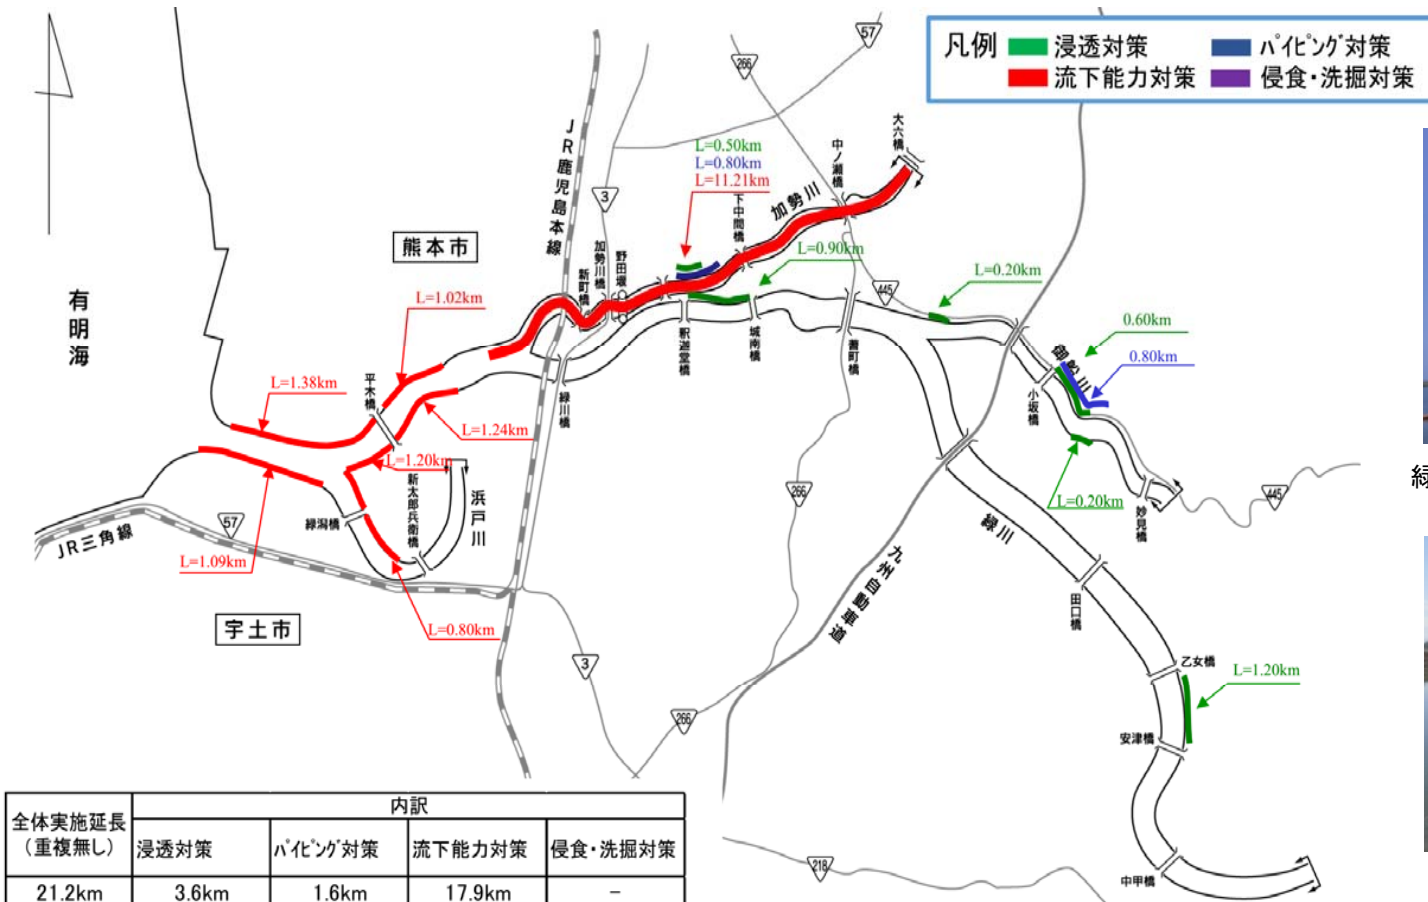 凡例
浸透対策
パイピング対策
流下能力対策
侵食・洗掘対策
57
266
大六橋
中ノ瀬橋
L=0.50km
L=0.80km
L=11.21km
JR鹿児島本線
3
加勢川
下中間橋
熊本市
加勢川橋
野田堰
新町橋
L=0.90km
L=0.20km
445
有明海
L=1.02km
釈迦堂橋
城南橋
0.60km
御船川
0.80km
L=1.38km
平木橋
緑川橋
小坂橋
L=1.24km
L=1.20km
新太郎兵衛橋
浜戸川
266
L=0.20km
妙見橋
445
緑
57
緑潟橋
緑川
JR三角線
L=1.09km
九州自動車道
田口橋
宇土市
L=0.80km
3
乙女橋
L=1.20km
266
安津橋
全体実施延長
(重複無し)
内訳
浸透対策
パイピング対策
流下能力対策
侵食・洗掘対策
21.2km
3.6km
1.6km
17.9km
−
218
中甲橋